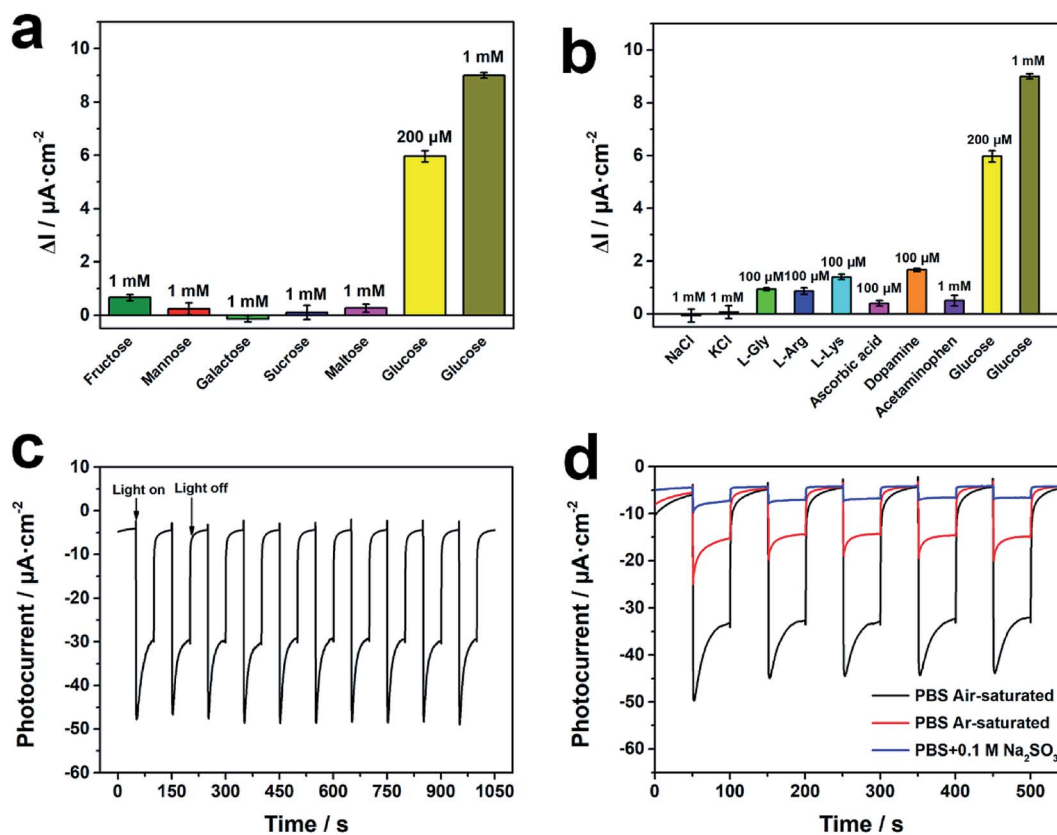 a
ΔI / μA·cm⁻²
10
8
6
4
2
0
1 mM
1 mM
1 mM
1 mM
1 mM
200 μM
1 mM
Fructose
Mannose
Galactose
Sucrose
Maltose
Glucose
Glucose
b
ΔI / μA·cm⁻²
10
8
6
4
2
0
1 mM
1 mM
100 μM
100 μM
100 μM
100 μM
100 μM
1 mM
200 μM
1 mM
NaCl
KCl
L-Gly
L-Arg
L-Lys
Ascorbic acid
Dopamine
Acetaminophen
Glucose
Glucose
c
Photocurrent / μA·cm⁻²
10
0
-10
-20
-30
-40
-50
-60
Light on
Light off
0 150 300 450 600 750 900 1050
Time / s
d
Photocurrent / μA·cm⁻²
0
-10
-20
-30
-40
-50
-60
PBS Air-saturated
PBS Ar-saturated
PBS+0.1 M Na₂SO₃
0 100 200 300 400 500
Time / s